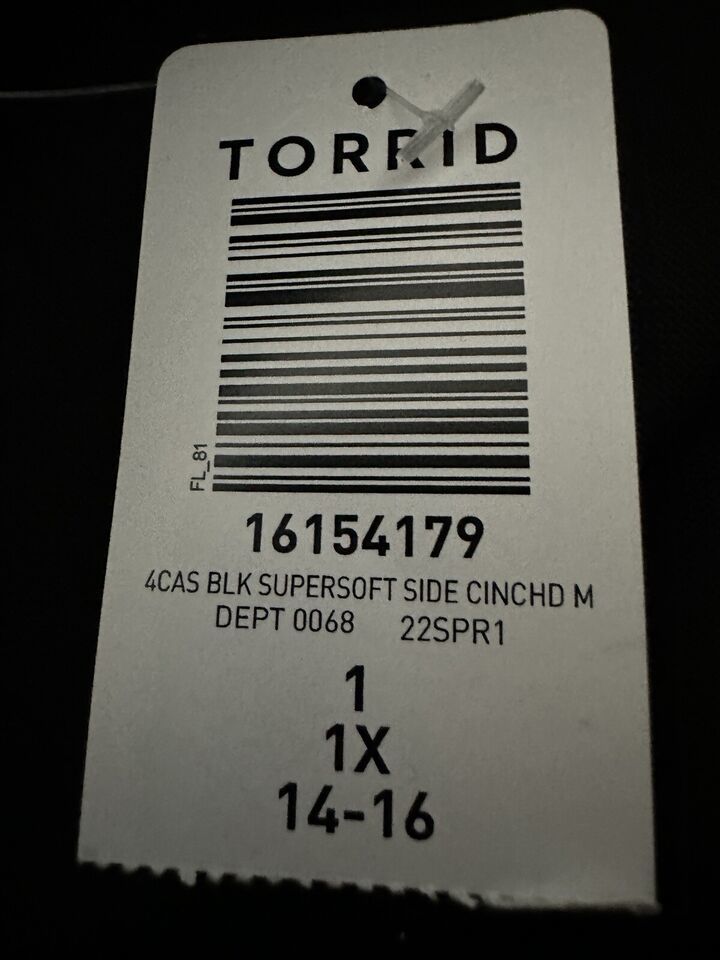 TORRID
FL_81
16154179
4CAS BLK SUPERSOFT SIDE CINCHD M
DEPT 0068 22SPR1
1
1X
14-16